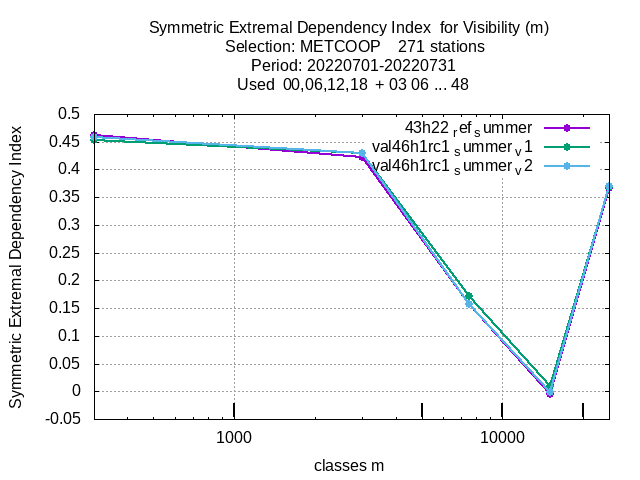 Symmetric Extremal Dependency Index for Visibility (m)
Selection: METCOOP 271 stations
Period: 20220701-20220731
Used 00,06,12,18 + 03 06 ... 48
Symmetric Extremal Dependency Index
0.5
0.45
0.4
0.35
0.3
0.25
0.2
0.15
0.1
0.05
0
-0.05
43h22 ref summer
val46h1rc1 summer v1
val46h1rc1 summer v2
1000
10000
classes m